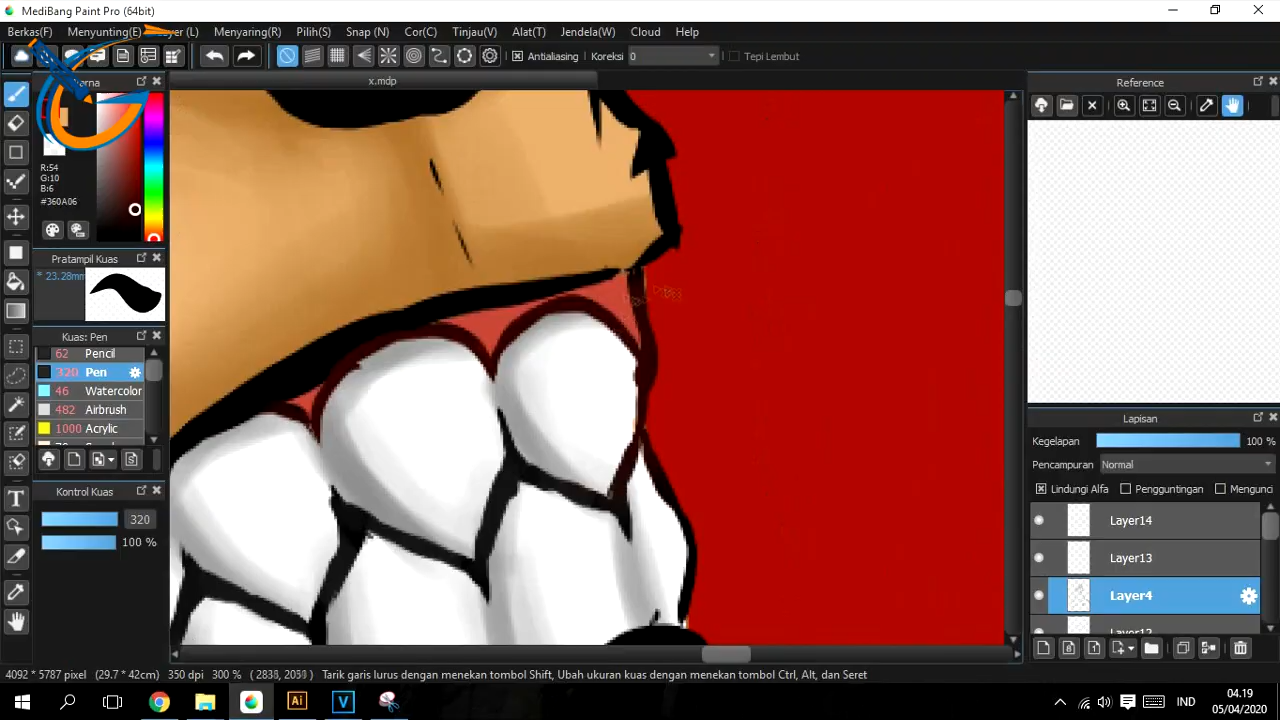 MediBang Paint Pro (64bit)
Berkas(F) Menyunting(E) (L) Menyaring(R) Pilih(S) Snap (N) Cor(C) Tinjau(V) Alat(T) Jendela(W) Cloud Help
Antialiasing Koreksi 0 Tepi Lembut
x.mdp
Reference
R:54
G:10
B:6
#360A06
Pratampil Kuas
* 23.28mm
Kuas: Pen
62 Pencil
320 Pen
46 Watercolor
482 Airbrush
1000 Acrylic
Kontrol Kuas
320
100 %
Lapisan
Kegelapan 100 %
Pencampuran Normal
Lindungi Alfa Pengguntingan Mengunci
Layer14
Layer13
Layer4
4092 * 5787 pixel (29.7 * 42cm) 350 dpi 300 % Tarik garis lurus dengan menekan tombol Shift, Ubah ukuran kuas dengan menekan tombol Ctrl, Alt, dan Seret
IND
04.19
05/04/2020